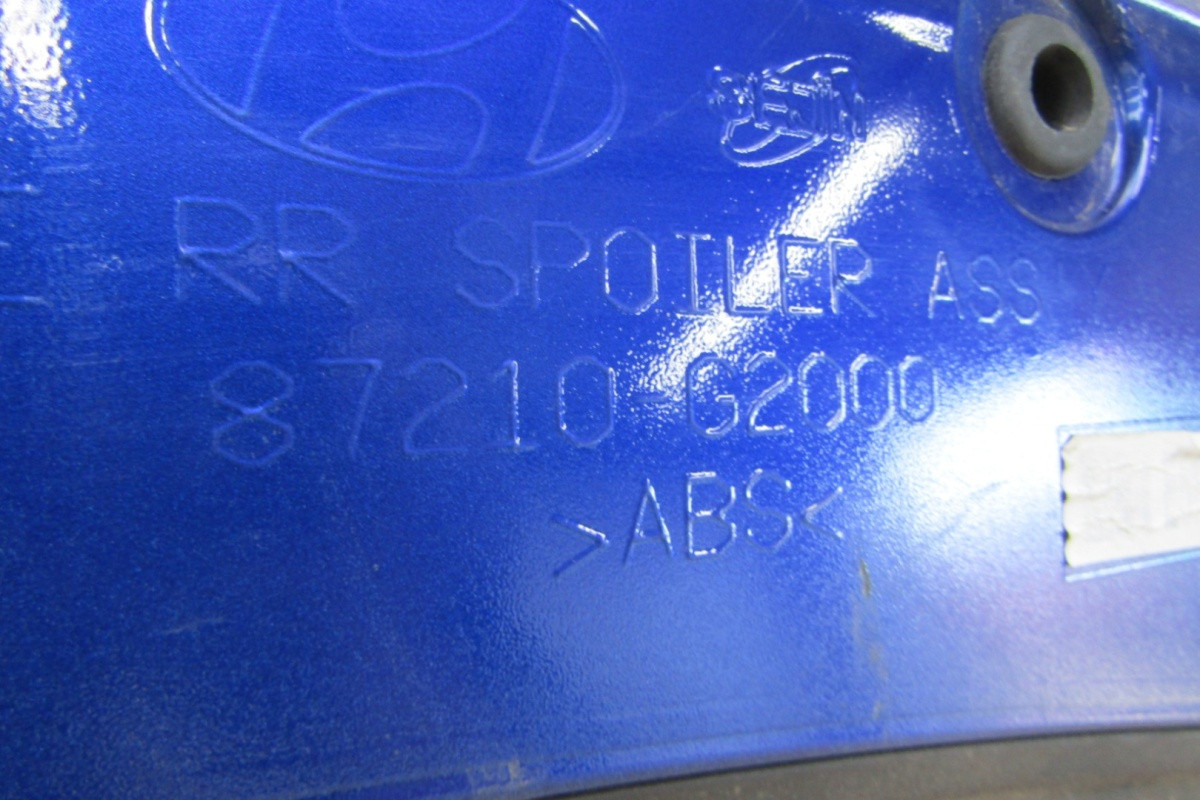 RR SPOILER ASS'Y
87210-G2000
>ABS<